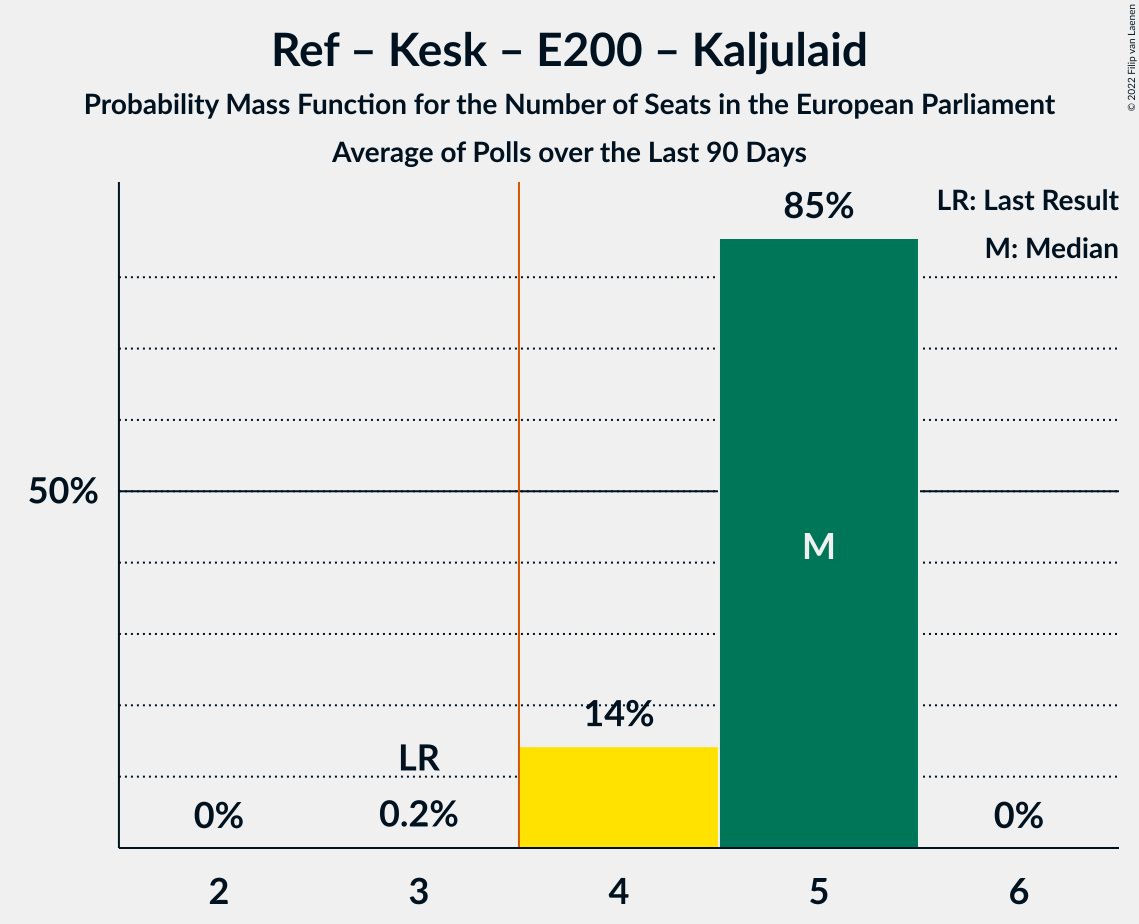 Ref – Kesk – E200 – Kaljulaid
Probability Mass Function for the Number of Seats in the European Parliament
Average of Polls over the Last 90 Days
© 2022 Filip van Laenen
LR: Last Result
M: Median
85%
50%
M
14%
LR
0%
0.2%
0%
2
3
4
5
6